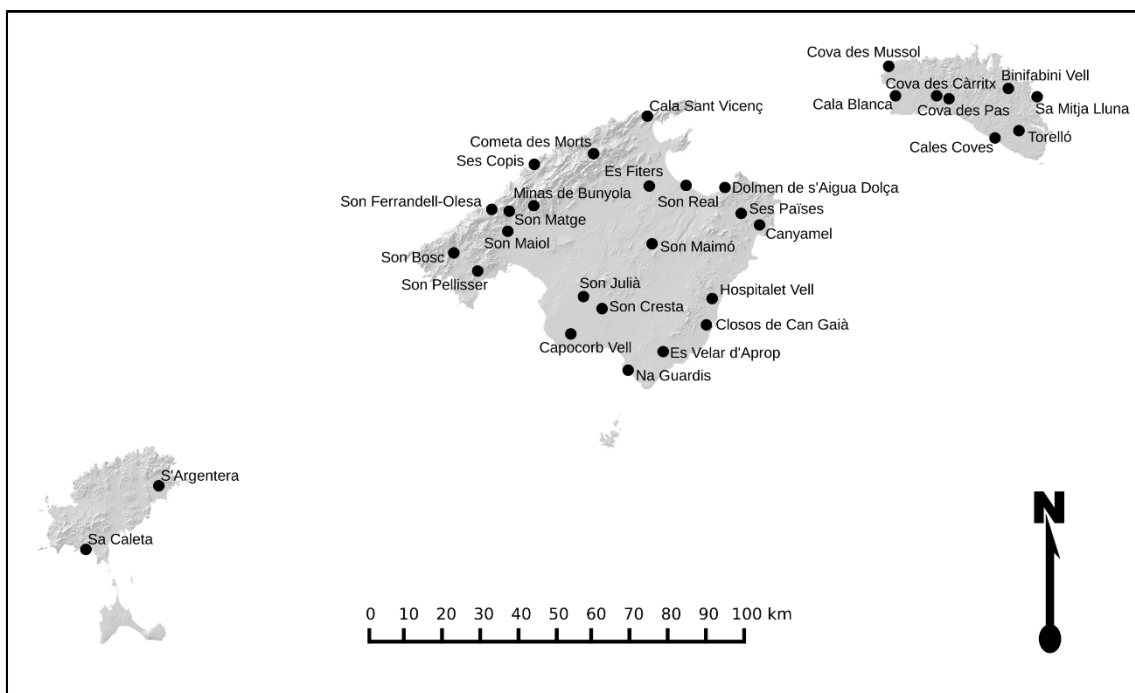 Cova des Mussol
Cova des Càrritx
Binifabini Vell
Cala Blanca
Cova des Pas
Sa Mitja Lluna
Cales Coves
Torelló
Cala Sant Vicenç
Cometa des Morts
Ses Copis
Es Fiters
Son Real
Dolmen de s'Aigua Dolça
Minas de Bunyola
Son Ferrandell-Olesa
Son Matge
Ses Països
Canyamel
Son Maiol
Son Maimó
Son Bosc
Son Pellisser
Son Julià
Son Cresta
Hospitalet Vell
Closos de Can Gaià
Capocorb Vell
Es Velar d'Aprop
Na Guardis
S'Argentera
Sa Caleta
N
0 10 20 30 40 50 60 70 80 90 100 km